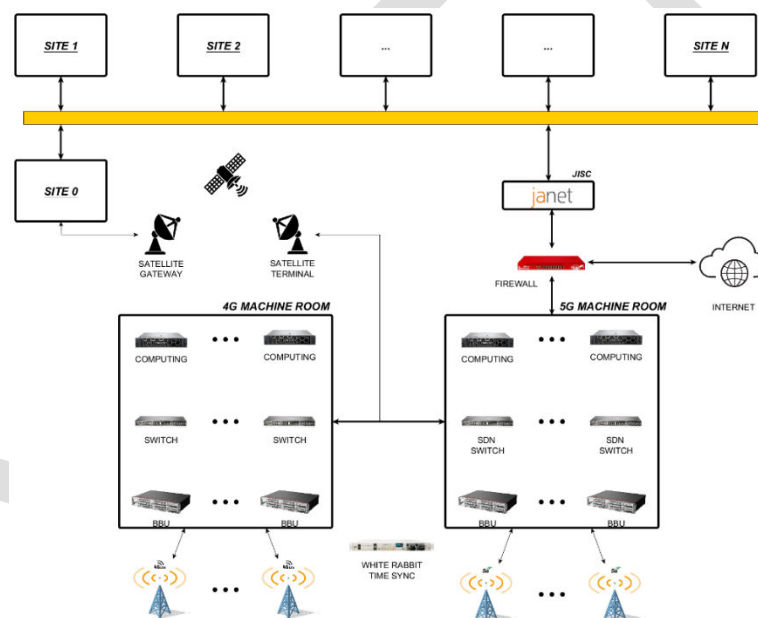 SITE 1
SITE 2
...
...
SITE N
SITE 0
JISC
janet
SATELLITE
GATEWAY
SATELLITE
TERMINAL
FIREWALL
INTERNET
4G MACHINE ROOM
5G MACHINE ROOM
COMPUTING
COMPUTING
COMPUTING
COMPUTING
SWITCH
SWITCH
SDN
SWITCH
SDN
SWITCH
BBU
BBU
BBU
BBU
WHITE RABBIT
TIME SYNC
5G
5G